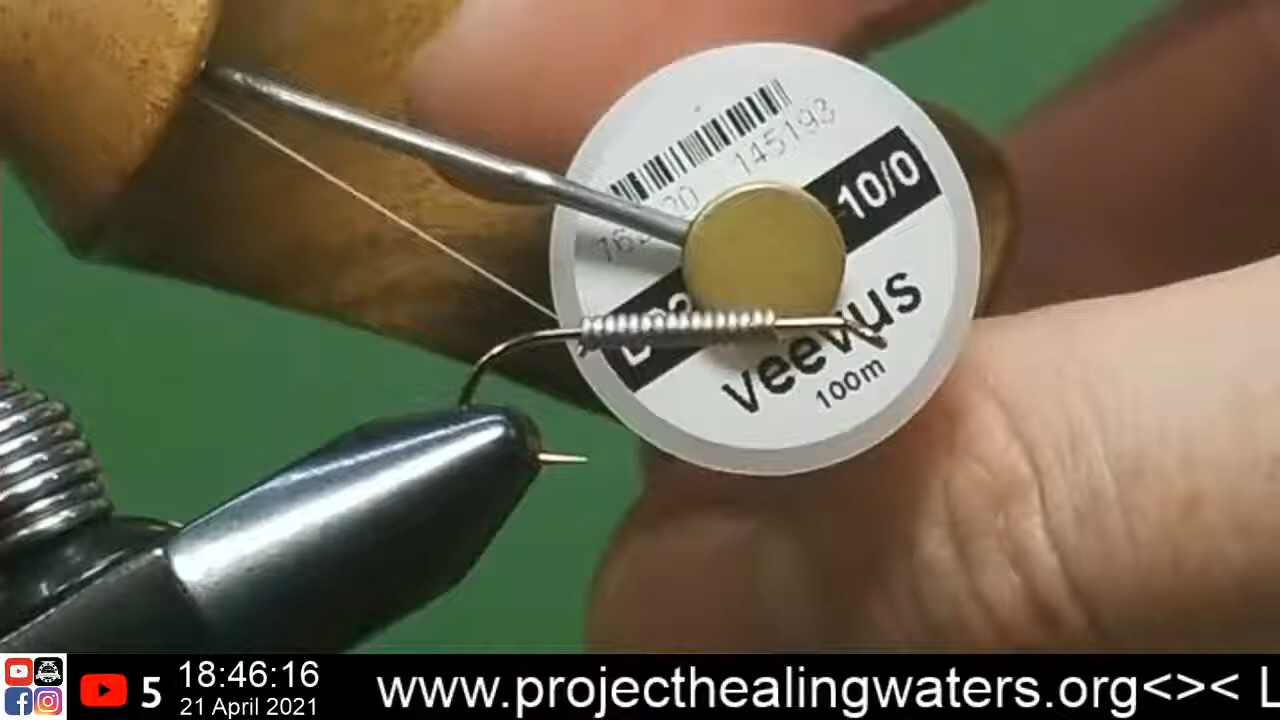 145193
10/0
veevus
100m
5
18:46:16
21 April 2021
www.projecthealingwaters.org<><